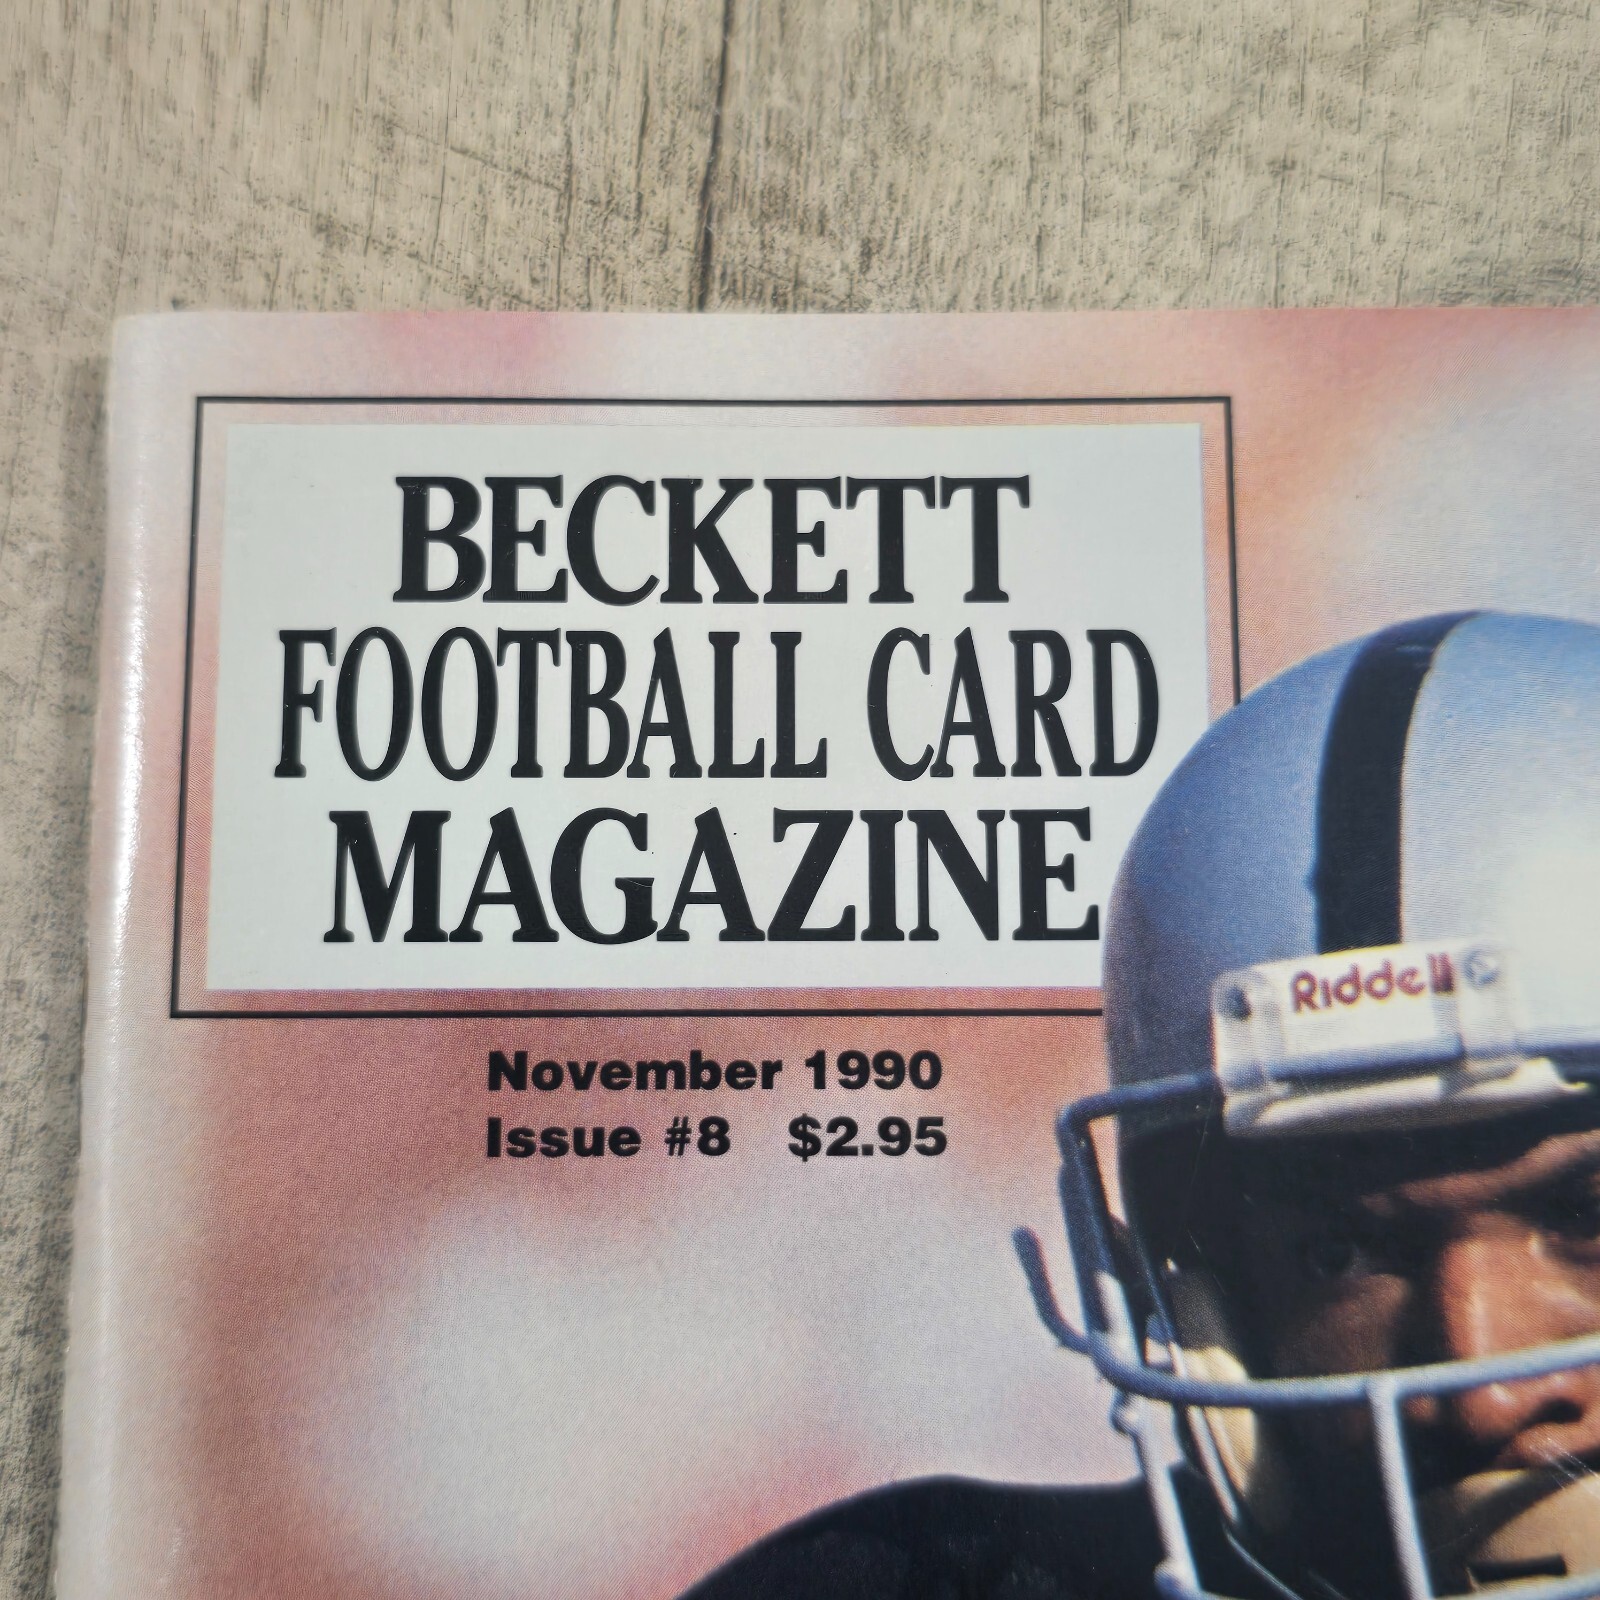 BECKETT
FOOTBALL CARD
MAGAZINE
November 1990
Issue #8 $2.95
Riddell